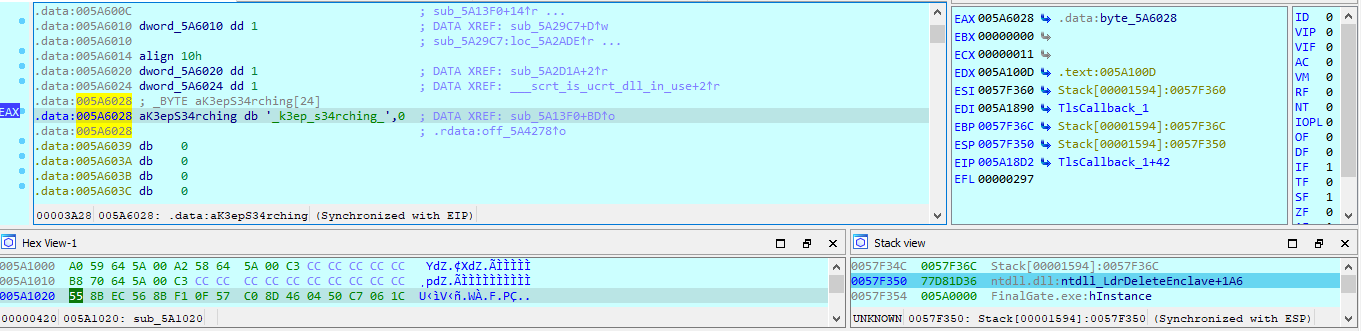 .data:005A600C ; sub_5A13F0+14↑r ...
.data:005A6010 dword_5A6010 dd 1 ; DATA XREF: sub_5A29C7+D↑w
.data:005A6010 ; sub_5A29C7:loc_5A2ADE↑r ...
.data:005A6014 align 10h
.data:005A6020 dword_5A6020 dd 1 ; DATA XREF: sub_5A2D1A+2↑r
.data:005A6024 dword_5A6024 dd 1 ; DATA XREF: ___scrt_is_ucrt_dll_in_use+2↑r
.data:005A6028 ; _BYTE aK3epS34rching[24]
EAX .data:005A6028 aK3epS34rching db '_k3ep_s34rching_',0 ; DATA XREF: sub_5A13F0+BD↑o
.data:005A6028 ; .rdata:off_5A4278↑o
.data:005A6039 db 0
.data:005A603A db 0
.data:005A603B db 0
.data:005A603C db 0
00003A28 005A6028: .data:aK3epS34rching (Synchronized with EIP)
EAX 005A6028 .data:byte_5A6028
EBX 00000000
ECX 00000011
EDX 005A100D .text:005A100D
ESI 0057F360 Stack[00001594]:0057F360
EDI 005A1890 TlsCallback_1
EBP 0057F36C Stack[00001594]:0057F36C
ESP 0057F350 Stack[00001594]:0057F350
EIP 005A18D2 TlsCallback_1+42
EFL 00000297
ID 0
VIP 0
VIF 0
AC 0
VM 0
RF 0
NT 0
IOPL 0
OF 0
DF 0
IF 1
TF 0
SF 1
ZF 0
Hex View-1
005A1000 A0 59 64 5A 00 A2 58 64 5A 00 C3 CC CC CC CC CC  YdZ.¢XdZ.ÃÌÌÌÌÌ
005A1010 B8 70 64 5A 00 C3 CC CC CC CC CC CC CC CC CC CC ¸pdZ.ÃÌÌÌÌÌÌÌÌÌÌ
005A1020 55 8B EC 56 8B F1 0F 57 C0 8D 46 04 50 C7 06 1C U‹ìV‹ñ.WÀ.F.PÇ..
00000420 005A1020: sub_5A1020
Stack view
0057F34C 0057F36C Stack[00001594]:0057F36C
0057F350 77D81D36 ntdll.dll:ntdll_LdrDeleteEnclave+1A6
0057F354 005A0000 FinalGate.exe:hInstance
UNKNOWN 0057F350: Stack[00001594]:0057F350 (Synchronized with ESP)